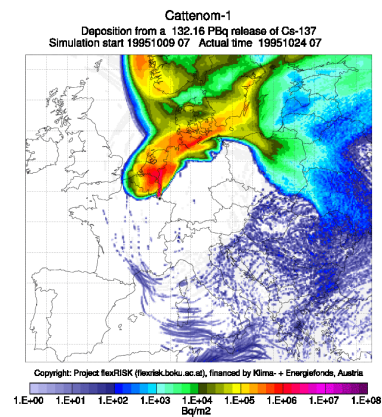 Cattenom-1
Deposition from a 132.16 PBq release of Cs-137
Simulation start 19951009 07 Actual time 19951024 07
Copyright: Project flexRISK (flexrisk.boku.ac.at), financed by Klima- + Energiefonds, Austria
1.E+00 1.E+01 1.E+02 1.E+03 1.E+04 1.E+05 1.E+06 1.E+07 1.E+08
Bq/m2